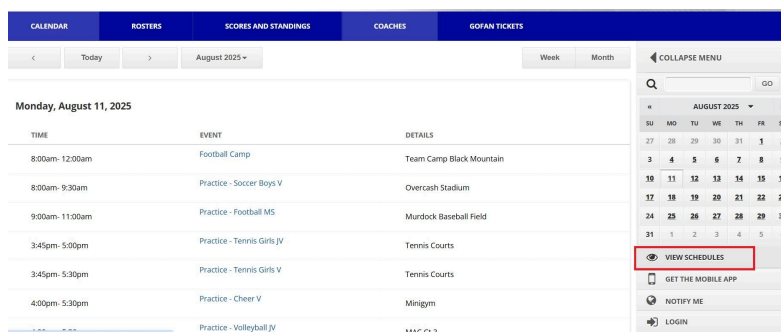 CALENDAR ROSTERS SCORES AND STANDINGS COACHES GOFAN TICKETS
< Today > August 2025 Week Month
COLLAPSE MENU
GO
Monday, August 11, 2025
« AUGUST 2025
SU MO TU WE TH FR
27 28 29 30 31 1
3 4 5 6 7 8
10 11 12 13 14 15
17 18 19 20 21 22
24 25 26 27 28 29
31 1 2 3 4 5
VIEW SCHEDULES
GET THE MOBILE APP
NOTIFY ME
LOGIN
TIME EVENT DETAILS
8:00am- 12:00am Football Camp Team Camp Black Mountain
8:00am- 9:30am Practice - Soccer Boys V Overcash Stadium
9:00am- 11:00am Practice - Football MS Murdock Baseball Field
3:45pm- 5:00pm Practice - Tennis Girls JV Tennis Courts
3:45pm- 5:30pm Practice - Tennis Girls V Tennis Courts
4:00pm- 5:30pm Practice - Cheer V Minigym
Practice - Volleyball JV